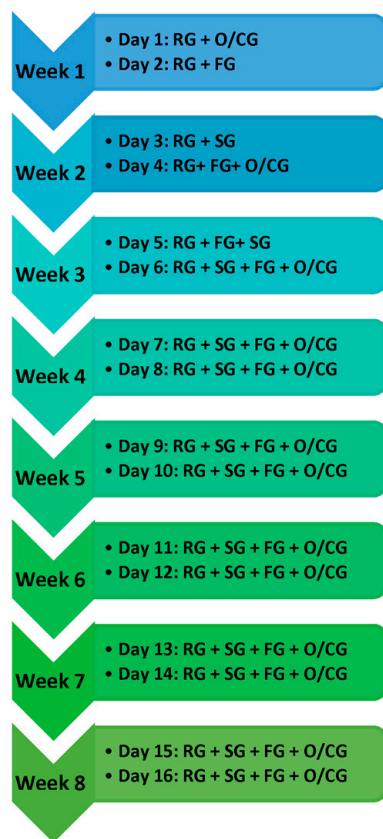 Week 1
• Day 1: RG + O/CG
• Day 2: RG + FG
Week 2
• Day 3: RG + SG
• Day 4: RG+ FG+ O/CG
Week 3
• Day 5: RG + FG+ SG
• Day 6: RG + SG + FG + O/CG
Week 4
• Day 7: RG + SG + FG + O/CG
• Day 8: RG + SG + FG + O/CG
Week 5
• Day 9: RG + SG + FG + O/CG
• Day 10: RG + SG + FG + O/CG
Week 6
• Day 11: RG + SG + FG + O/CG
• Day 12: RG + SG + FG + O/CG
Week 7
• Day 13: RG + SG + FG + O/CG
• Day 14: RG + SG + FG + O/CG
Week 8
• Day 15: RG + SG + FG + O/CG
• Day 16: RG + SG + FG + O/CG